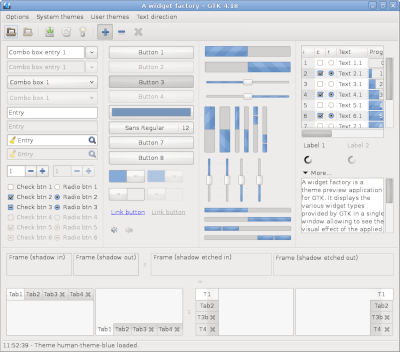 A widget factory - GTK 4.18
Options System themes User themes Text direction
Combo box entry 1
Combo box entry 2
Combo box 1
Combo box 2
Entry
Entry
Entry
Entry
1 1
Check btn 1 Radio btn 1
Check btn 2 Radio btn 2
Check btn 3 Radio btn 3
Check btn 4 Radio btn 4
Check btn 5 Radio btn 5
Check btn 6 Radio btn 6
Button 1
Button 2
Button 3
Button 4
Sans Regular 12
Button 7
Button 8
Link button Link button
i c r Text Prog
1 Text 1.1
2 Text 2.1
3 Text 3.1
4 Text 4.1
5 Text 5.1
6 Text 6.1
7 Text 7.1
Label 1 Label 2
More...
A widget factory is a
theme preview application
for GTK. It displays the
various widget types
provided by GTK in a single
window allowing to see the
visual effect of the applied
Frame (shadow in) Frame (shadow out) Frame (shadow etched in) Frame (shadow etched out)
Tab1 Tab2 Tab3 Tab4
Tab1 Tab2 Tab3 Tab4
T1
Tab2
T3b
T4
T1
Tab2
T3b
T4
11:52:39 - Theme human-theme-blue loaded.